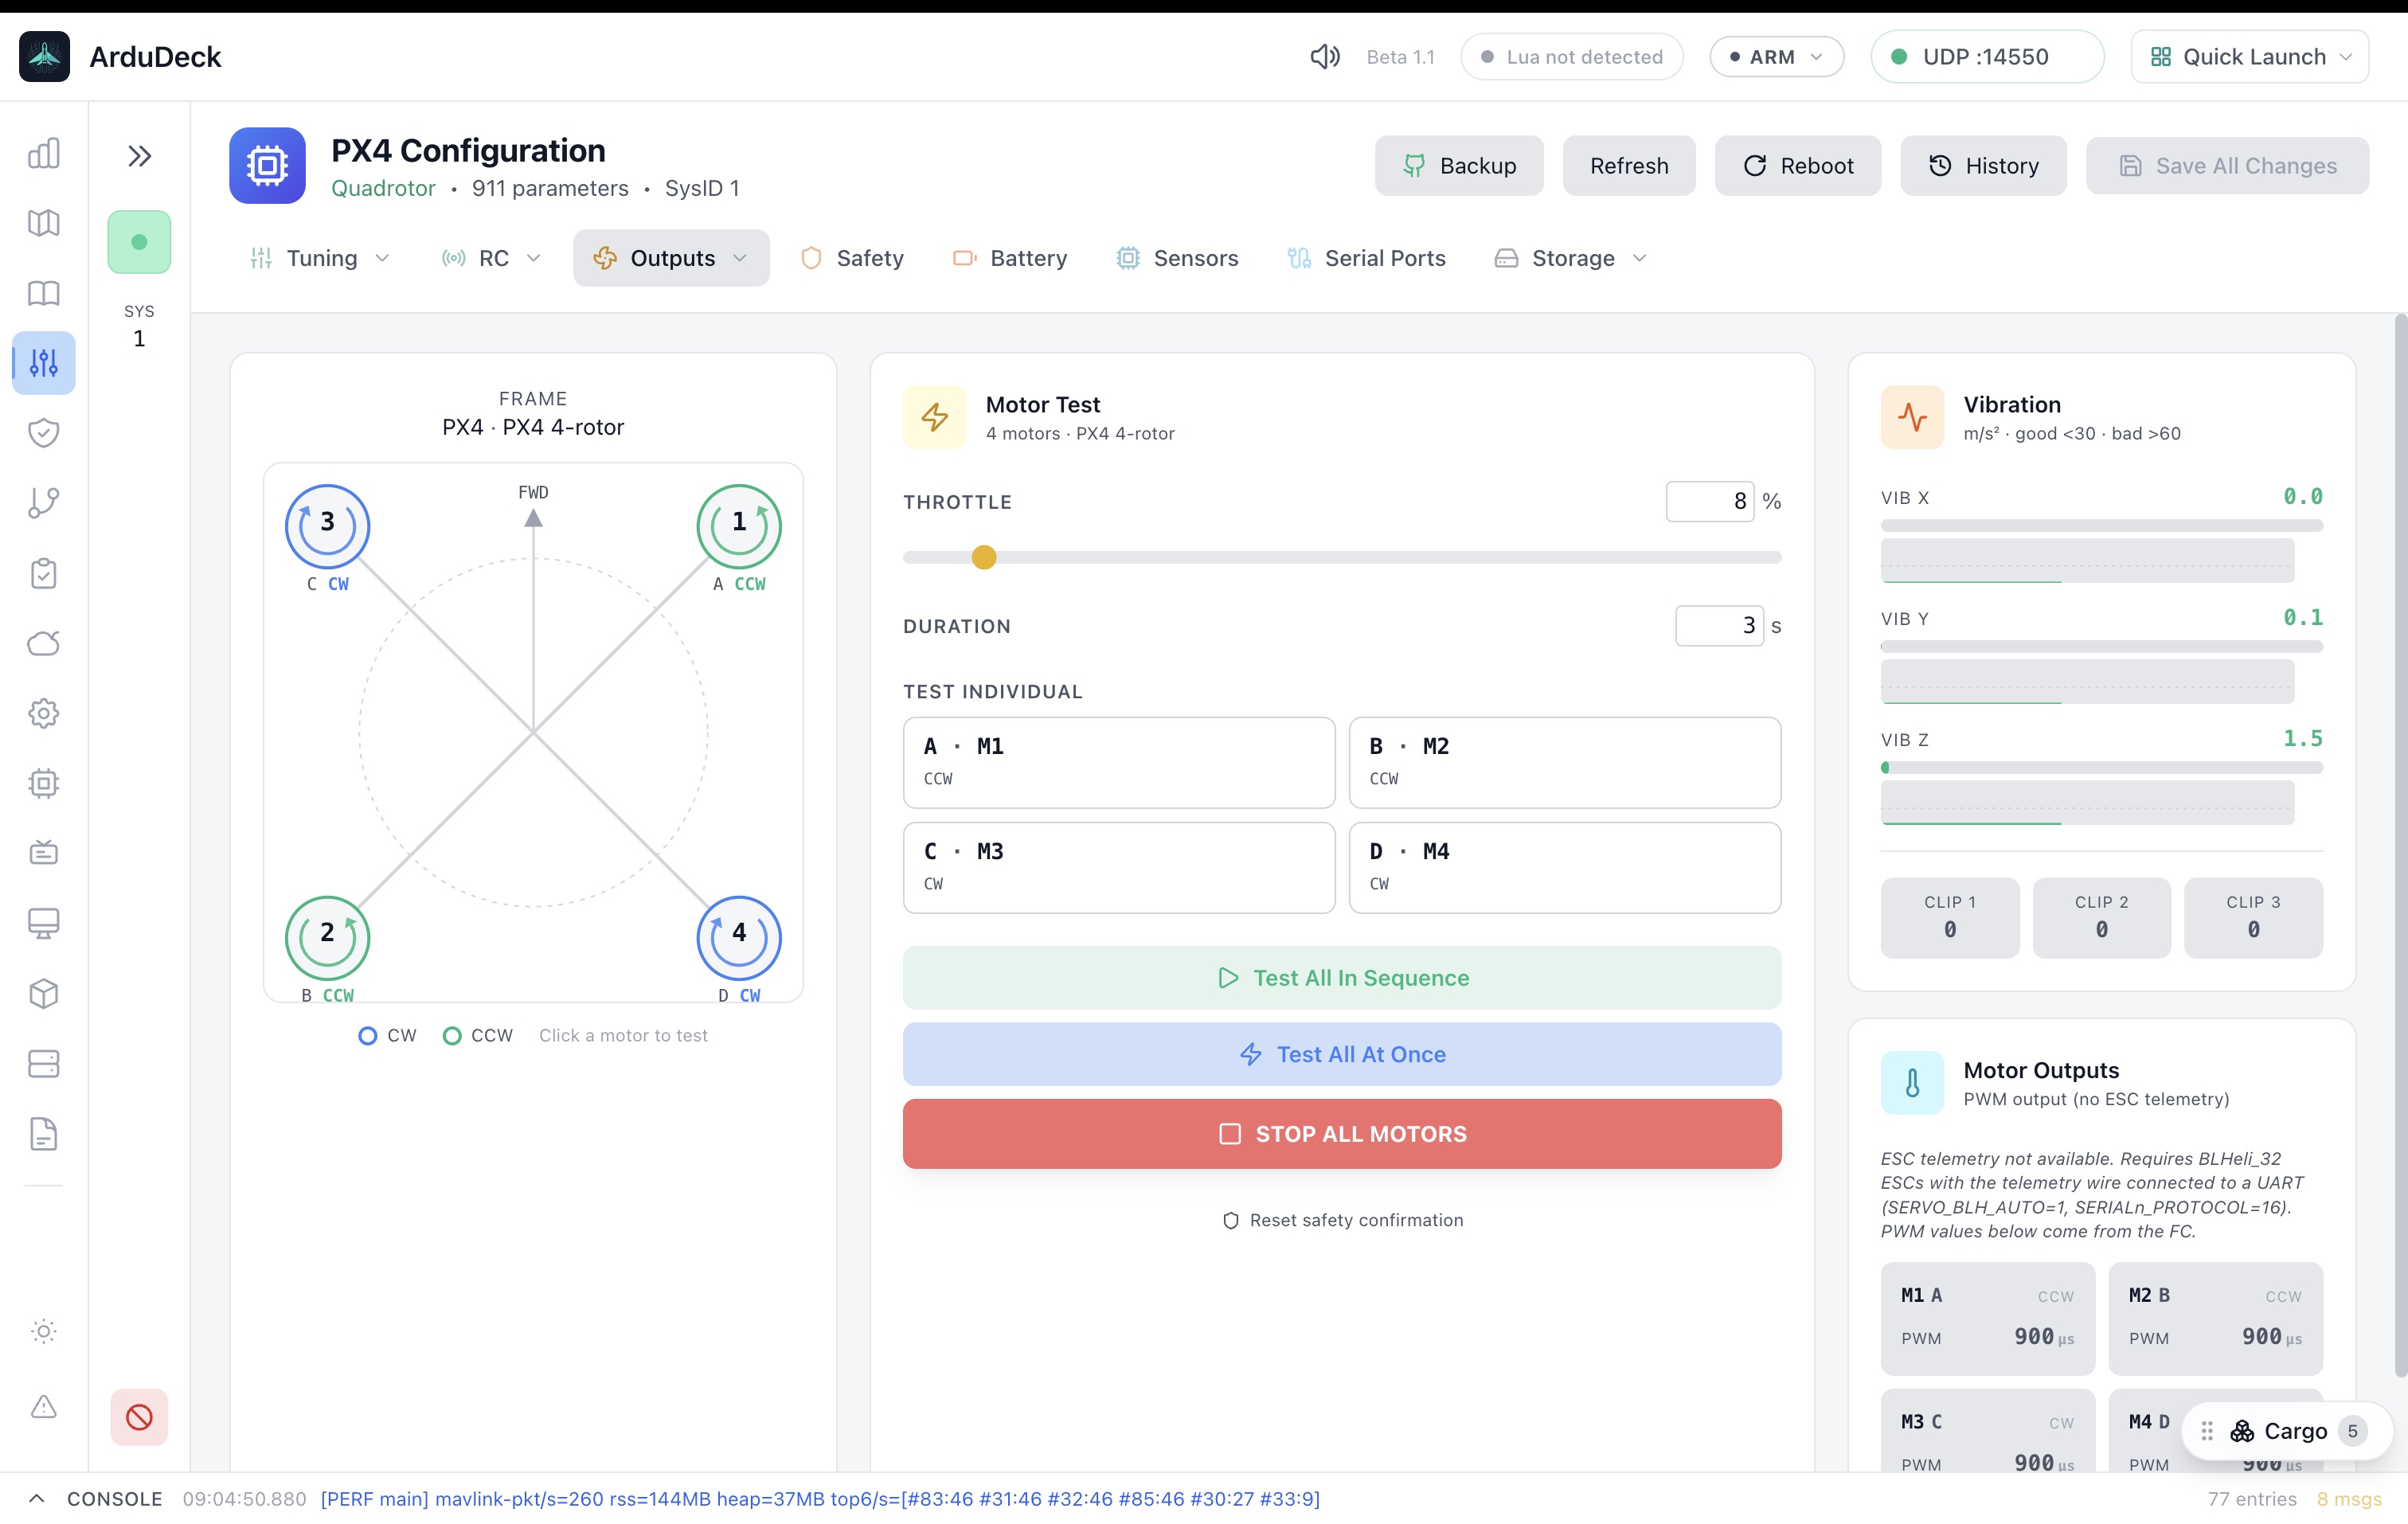 ArduDeck
Beta 1.1
Lua not detected
ARM
UDP :14550
Quick Launch
PX4 Configuration
Quadrotor • 911 parameters • SysID 1
Backup
Refresh
Reboot
History
Save All Changes
Tuning
RC
Outputs
Safety
Battery
Sensors
Serial Ports
Storage
SYS
1
FRAME
PX4 · PX4 4-rotor
FWD
3
C CW
1
A CCW
2
B CCW
4
D CW
CW
CCW
Click a motor to test
Motor Test
4 motors · PX4 4-rotor
THROTTLE
8 %
DURATION
3 s
TEST INDIVIDUAL
A · M1
CCW
B · M2
CCW
C · M3
CW
D · M4
CW
Test All In Sequence
Test All At Once
STOP ALL MOTORS
Reset safety confirmation
Vibration
m/s² · good <30 · bad >60
VIB X 0.0
VIB Y 0.1
VIB Z 1.5
CLIP 1
0
CLIP 2
0
CLIP 3
0
Motor Outputs
PWM output (no ESC telemetry)
ESC telemetry not available. Requires BLHeli_32
ESCs with the telemetry wire connected to a UART
(SERVO_BLH_AUTO=1, SERIALn_PROTOCOL=16).
PWM values below come from the FC.
M1 A CCW
PWM 900 µs
M2 B CCW
PWM 900 µs
M3 C CW
PWM 900 µs
M4 D
PWM 900 µs
Cargo 5
CONSOLE 09:04:50.880 [PERF main] mavlink-pkt/s=260 rss=144MB heap=37MB top6/s=[#83:46 #31:46 #32:46 #85:46 #30:27 #33:9]
77 entries 8 msgs